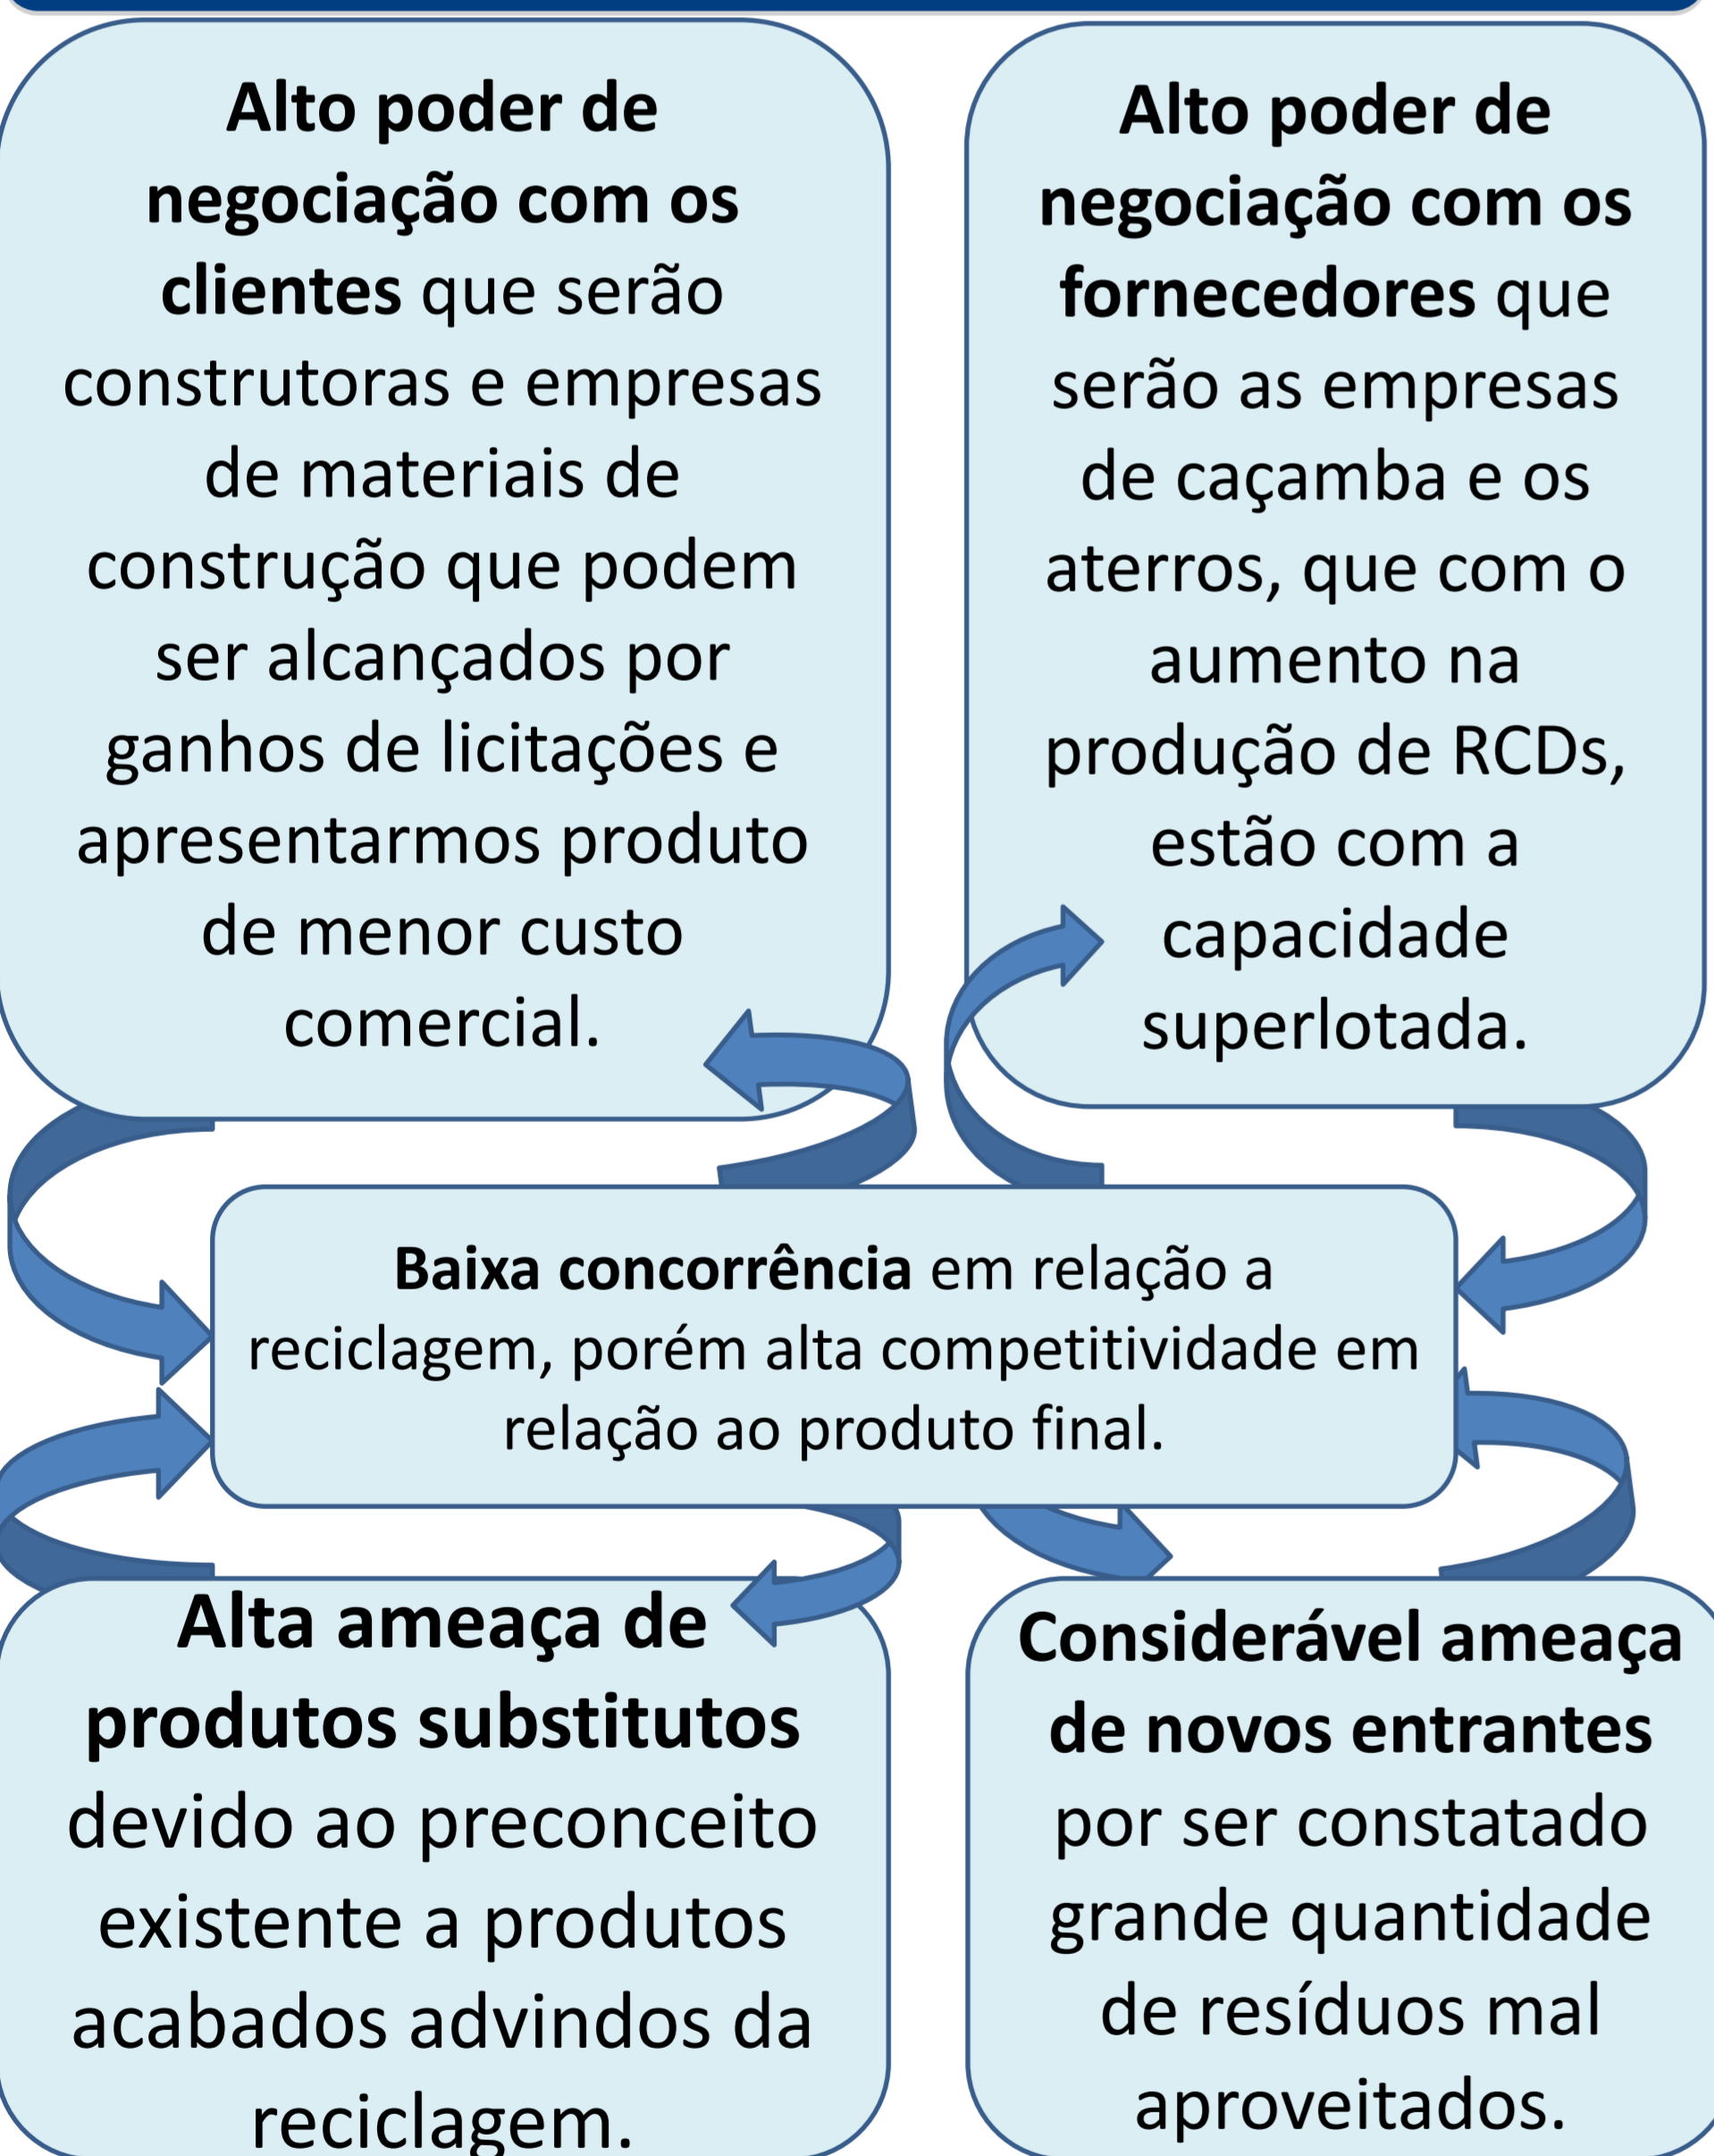 Alto poder de
negociação com os
clientes que serão
construtoras e empresas
de materiais de
construção que podem
ser alcançados por
ganhos de licitações e
apresentarmos produto
de menor custo
comercial.
Alto poder de
negociação com os
fornecedores que
serão as empresas
de caçamba e os
aterros, que com o
aumento na
produção de RCDs,
estão com a
capacidade
superlotada.
Baixa concorrência em relação a
reciclagem, porém alta competitividade em
relação ao produto final.
Alta ameaça de
produtos substitutos
devido ao preconceito
existente a produtos
acabados advindos da
reciclagem.
Considerável ameaça
de novos entrantes
por ser constatado
grande quantidade
de resíduos mal
aproveitados.